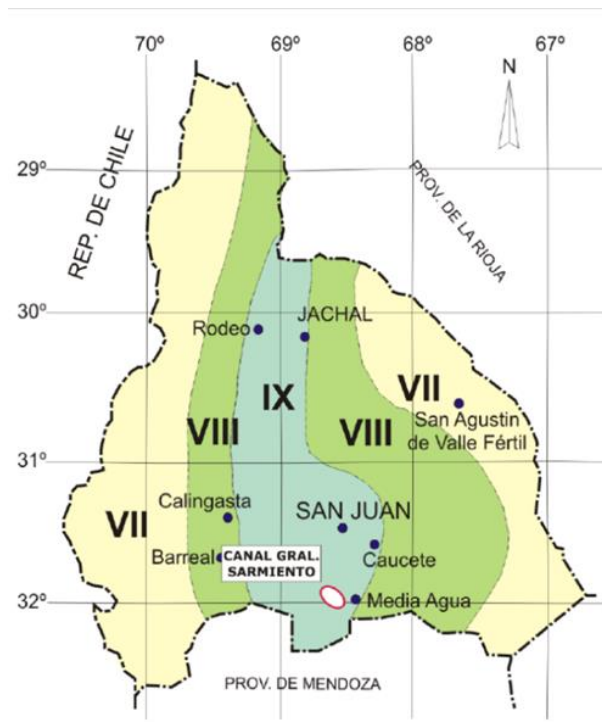 70º
69º
68º
67º
N
29º
REP. DE CHILE
PROV. DE LA RIOJA
30º
Rodeo
JACHAL
IX
VII
VIII
VIII
San Agustin
de Valle Fértil
31º
Calingasta
SAN JUAN
VII
Barreal
CANAL GRAL.
SARMIENTO
Caucete
32º
Media Agua
PROV. DE MENDOZA